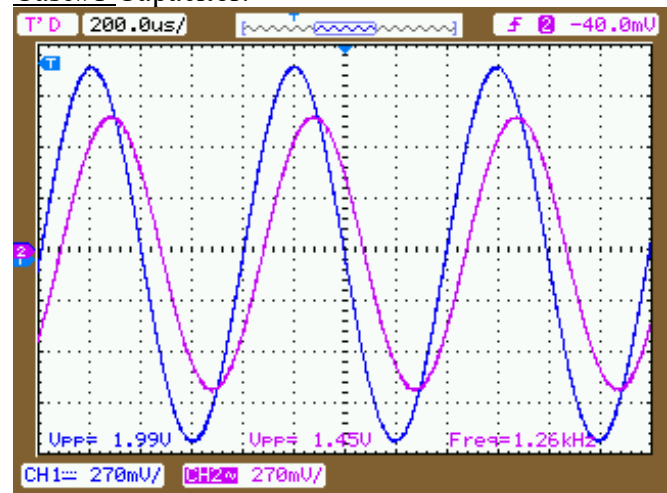 T'D 200.0us/ 2 -40.0mV
T
2
VPP= 1.99V VPP= 1.45V Freq=1.26kHz
CH1 270mV/ CH2 270mV/